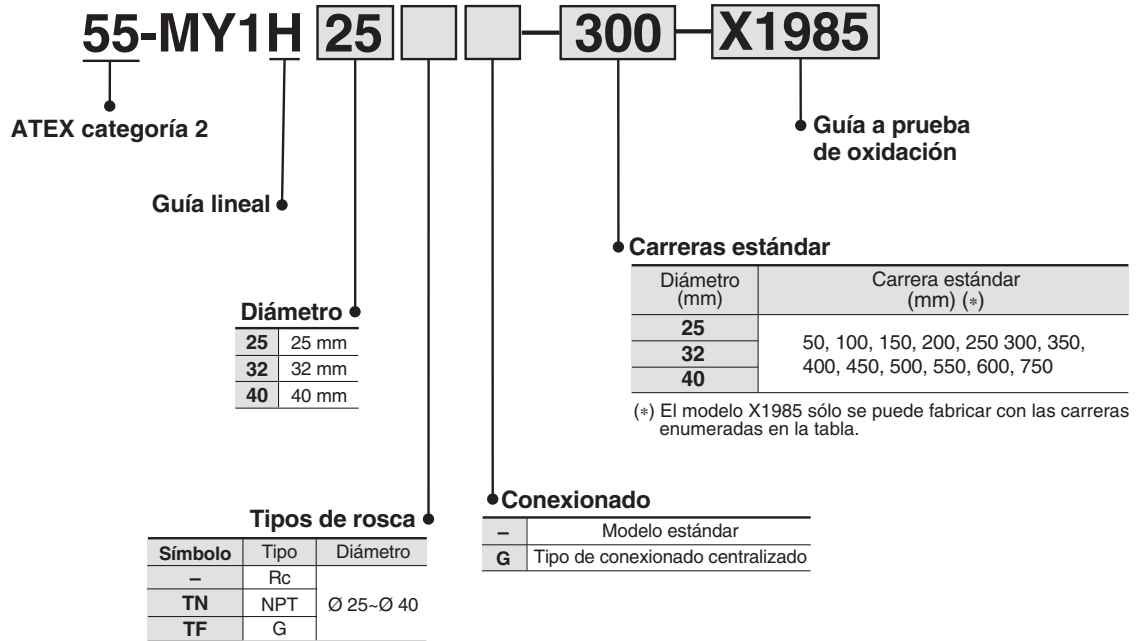 55-MY1H 25 – 300 – X1985
ATEX categoría 2
Guía lineal
Guía a prueba
de oxidación
Diámetro
25 25 mm
32 32 mm
40 40 mm
Carreras estándar
Diámetro Carrera estándar
(mm) (mm) (*)
25
32
40
50, 100, 150, 200, 250 300, 350,
400, 450, 500, 550, 600, 750
(*) El modelo X1985 sólo se puede fabricar con las carreras
enumeradas en la tabla.
Tipos de rosca
Símbolo Tipo Diámetro
– Rc
TN NPT Ø 25~Ø 40
TF G
Conexionado
– Modelo estándar
G Tipo de conexionado centralizado